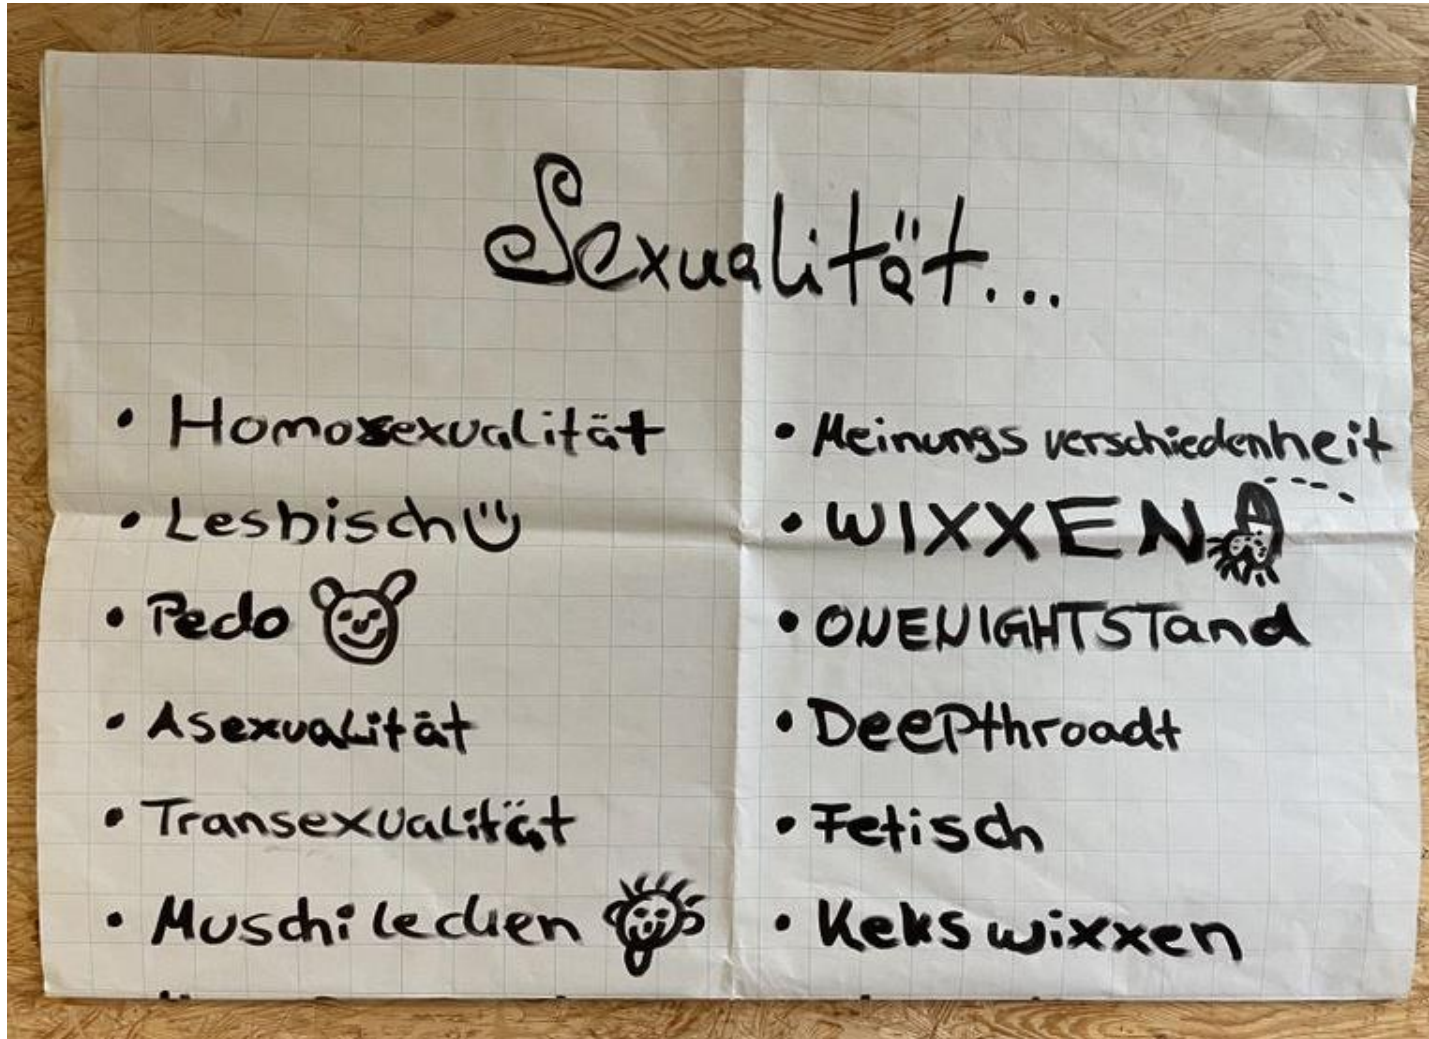 Sexualität...
• Homosexualität
• Lesbisch
• Pedo
• Asexualität
• Transexualität
• Muschi lecken
• Meinungs verschiedenheit
• WIXXEN
• ONENIGHTSTand
• DeePthroadt
• Fetisch
• Keks wixxen